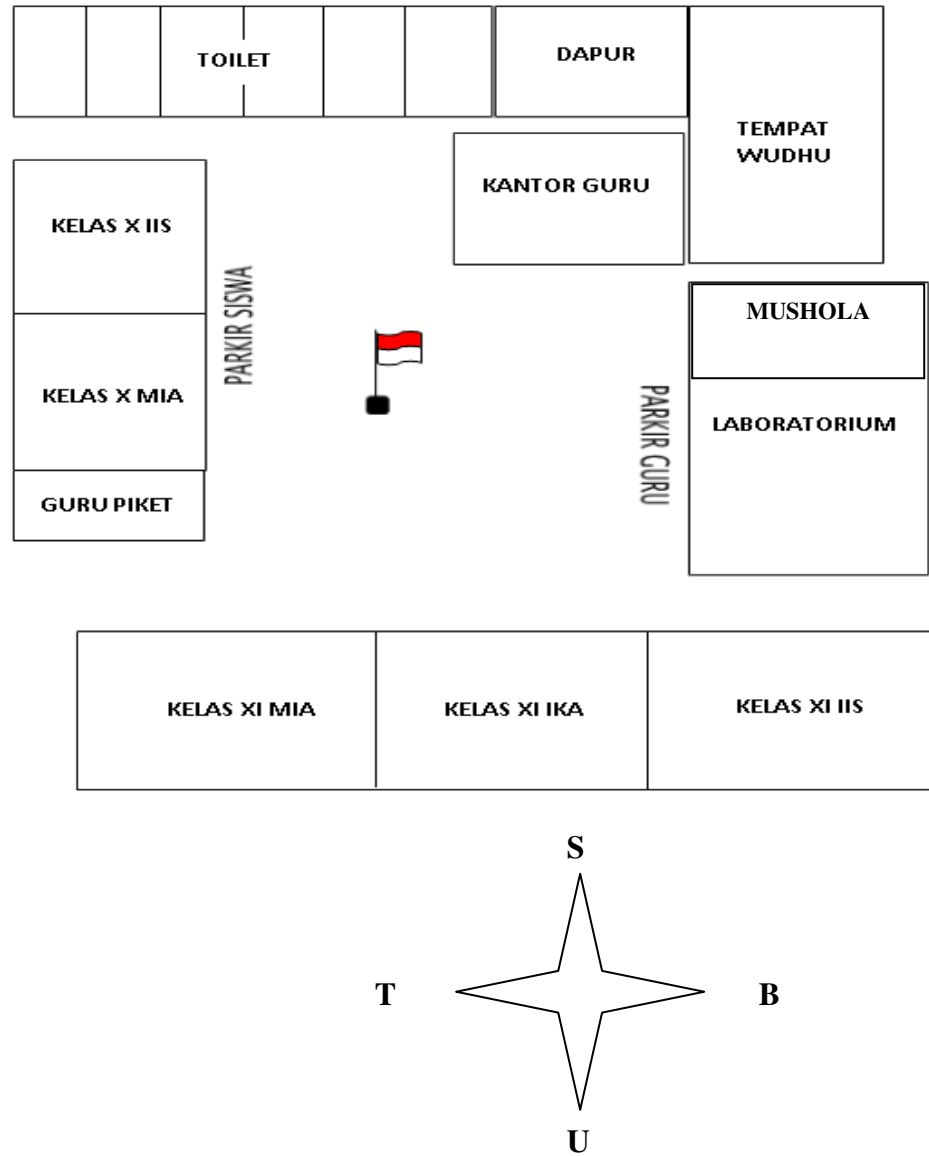 TOILET
DAPUR
TEMPAT
WUDHU
KANTOR GURU
KELAS X IIS
PARKIR SISWA
MUSHOLA
KELAS X MIA
PARKIR GURU
LABORATORIUM
GURU PIKET
KELAS XI MIA
KELAS XI IKA
KELAS XI IIS
S
T
B
U